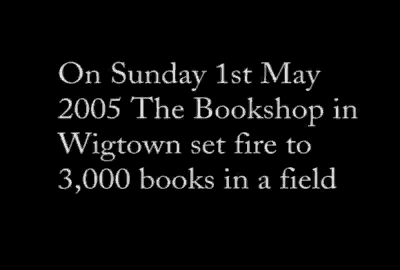 On Sunday 1st May
2005 The Bookshop in
Wigtown set fire to
3,000 books in a field